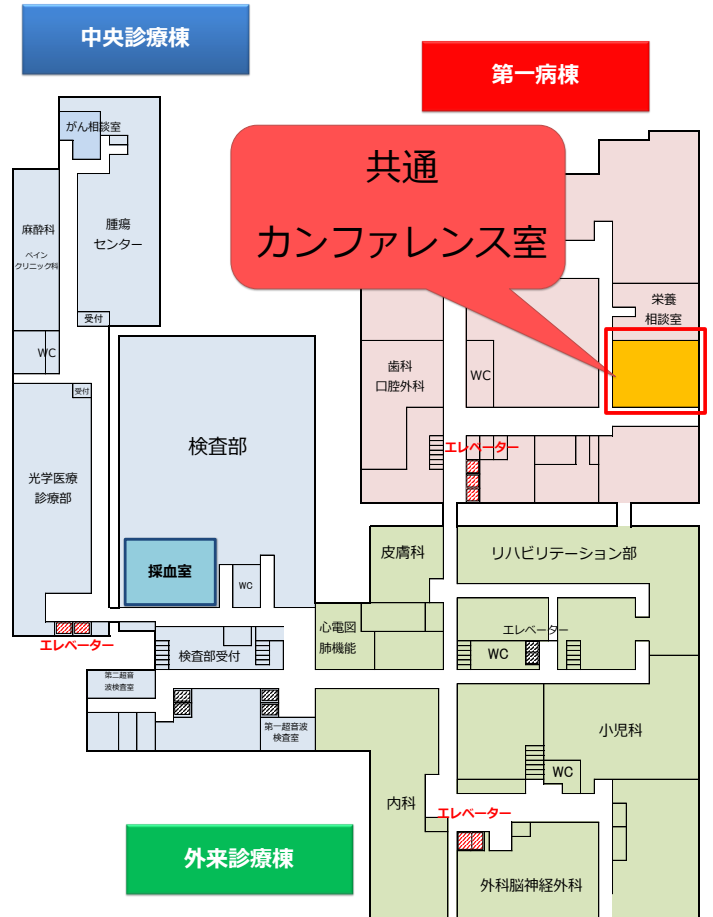 中央診療棟
第一病棟
がん相談室
共通
カンファレンス室
麻酔科
ペイン
クリニック科
腫瘍
センター
受付
栄養
相談室
WC
歯科
口腔外科
WC
受付
検査部
エレベーター
光学医療
診療部
皮膚科
リハビリテーション部
採血室
WC
心電図
肺機能
エレベーター
エレベーター
検査部受付
WC
第二超音
波検査室
第一超音波
検査室
小児科
WC
内科
エレベーター
外来診療棟
外科脳神経外科